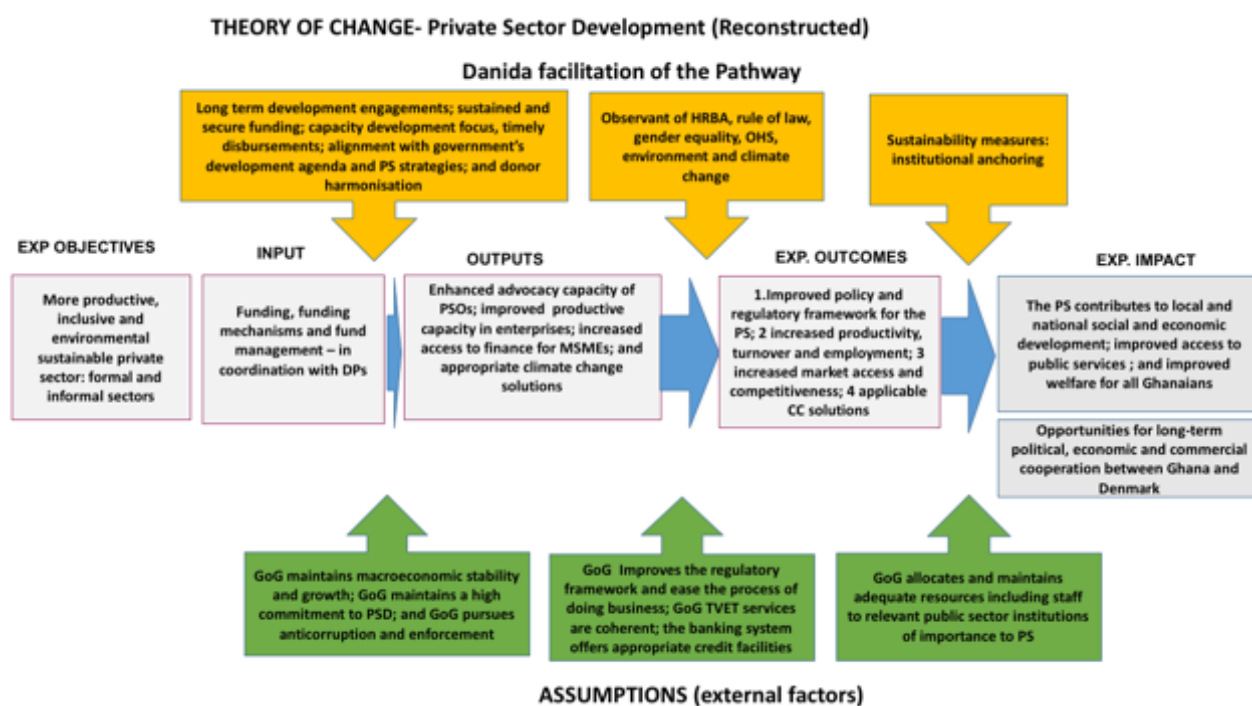 THEORY OF CHANGE- Private Sector Development (Reconstructed)
Danida facilitation of the Pathway
Long term development engagements; sustained and
secure funding; capacity development focus, timely
disbursements; alignment with government's
development agenda and PS strategies; and donor
harmonisation
Observant of HRBA, rule of law,
gender equality, OHS,
environment and climate
change
Sustainability measures:
institutional anchoring
EXP OBJECTIVES
More productive,
inclusive and
environmental
sustainable private
sector: formal and
informal sectors
INPUT
Funding, funding
mechanisms and fund
management – in
coordination with DPs
OUTPUTS
Enhanced advocacy capacity of
PSOs; improved productive
capacity in enterprises; increased
access to finance for MSMEs; and
appropriate climate change
solutions
EXP. OUTCOMES
1.Improved policy and
regulatory framework for the
PS; 2 increased productivity,
turnover and employment; 3
increased market access and
competitiveness; 4 applicable
CC solutions
EXP. IMPACT
The PS contributes to local and
national social and economic
development; improved access to
public services ; and improved
welfare for all Ghanaians
Opportunities for long-term
political, economic and commercial
cooperation between Ghana and
Denmark
GoG maintains macroeconomic stability
and growth; GoG maintains a high
commitment to PSD; and GoG pursues
anticorruption and enforcement
GoG Improves the regulatory
framework and ease the process of
doing business; GoG TVET services
are coherent; the banking system
offers appropriate credit facilities
GoG allocates and maintains
adequate resources including staff
to relevant public sector institutions
of importance to PS
ASSUMPTIONS (external factors)